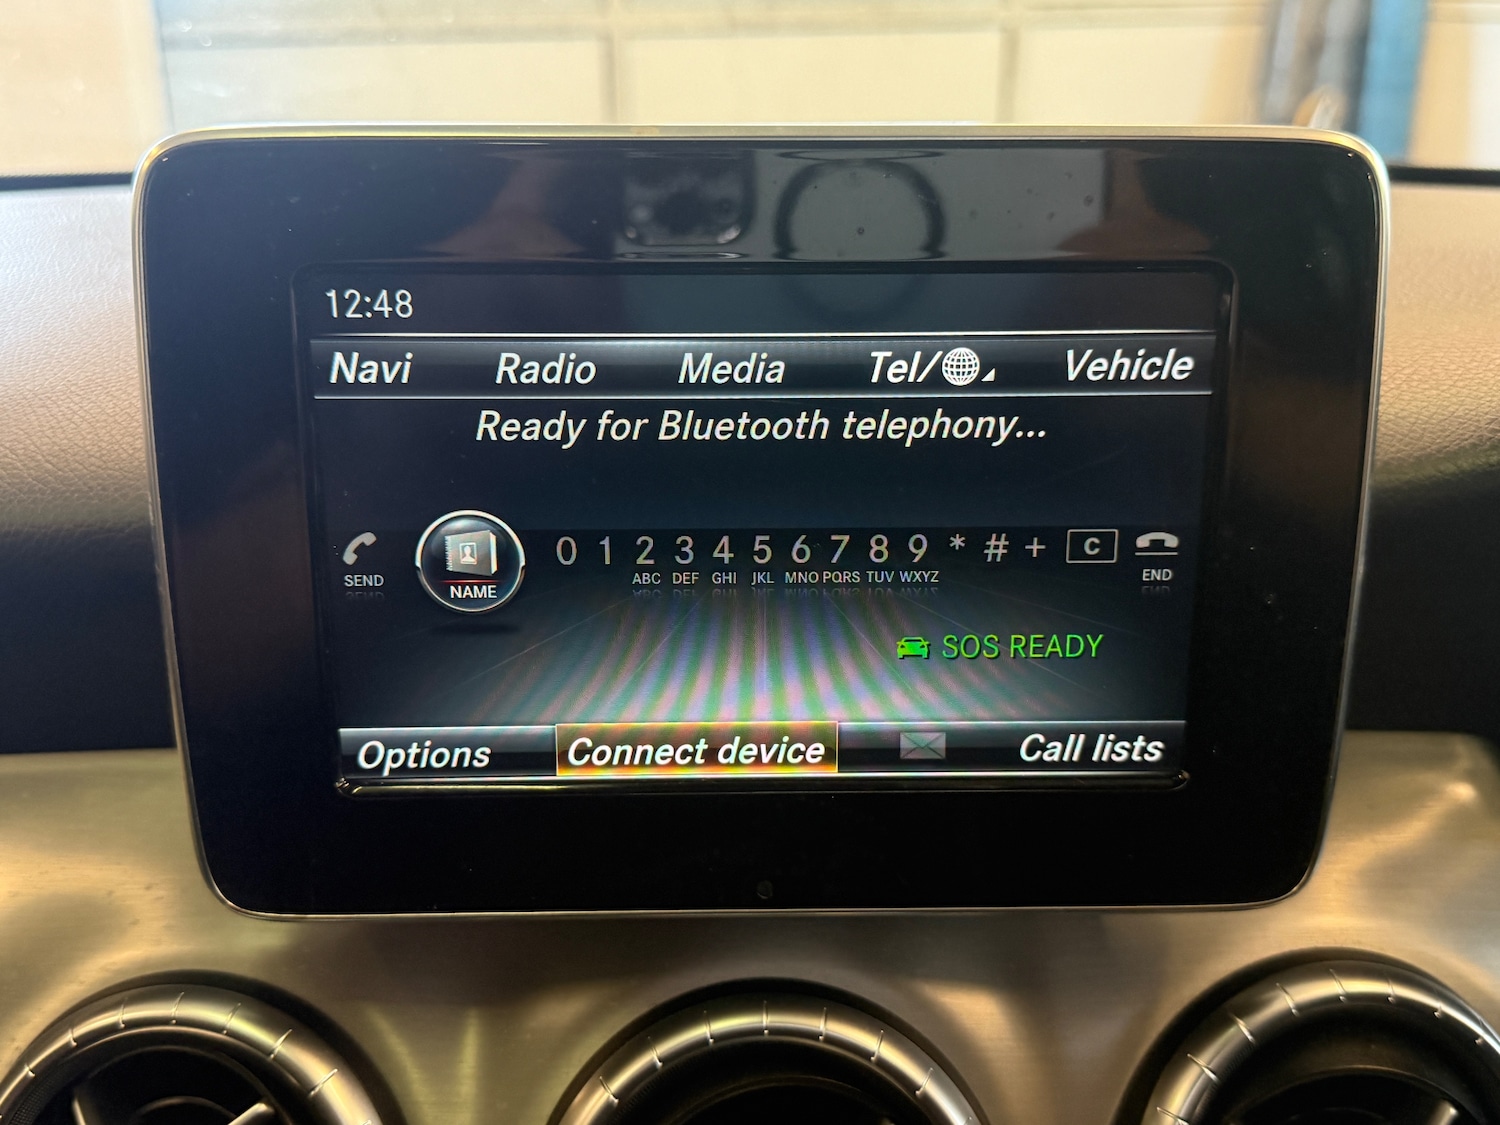 12:48
Navi Radio Media Tel/ Vehicle
Ready for Bluetooth telephony...
0 1 2 3 4 5 6 7 8 9 * # + C
SEND NAME ABC DEF GHI JKL MNO PQRS TUV WXYZ END
SOS READY
Options Connect device Call lists